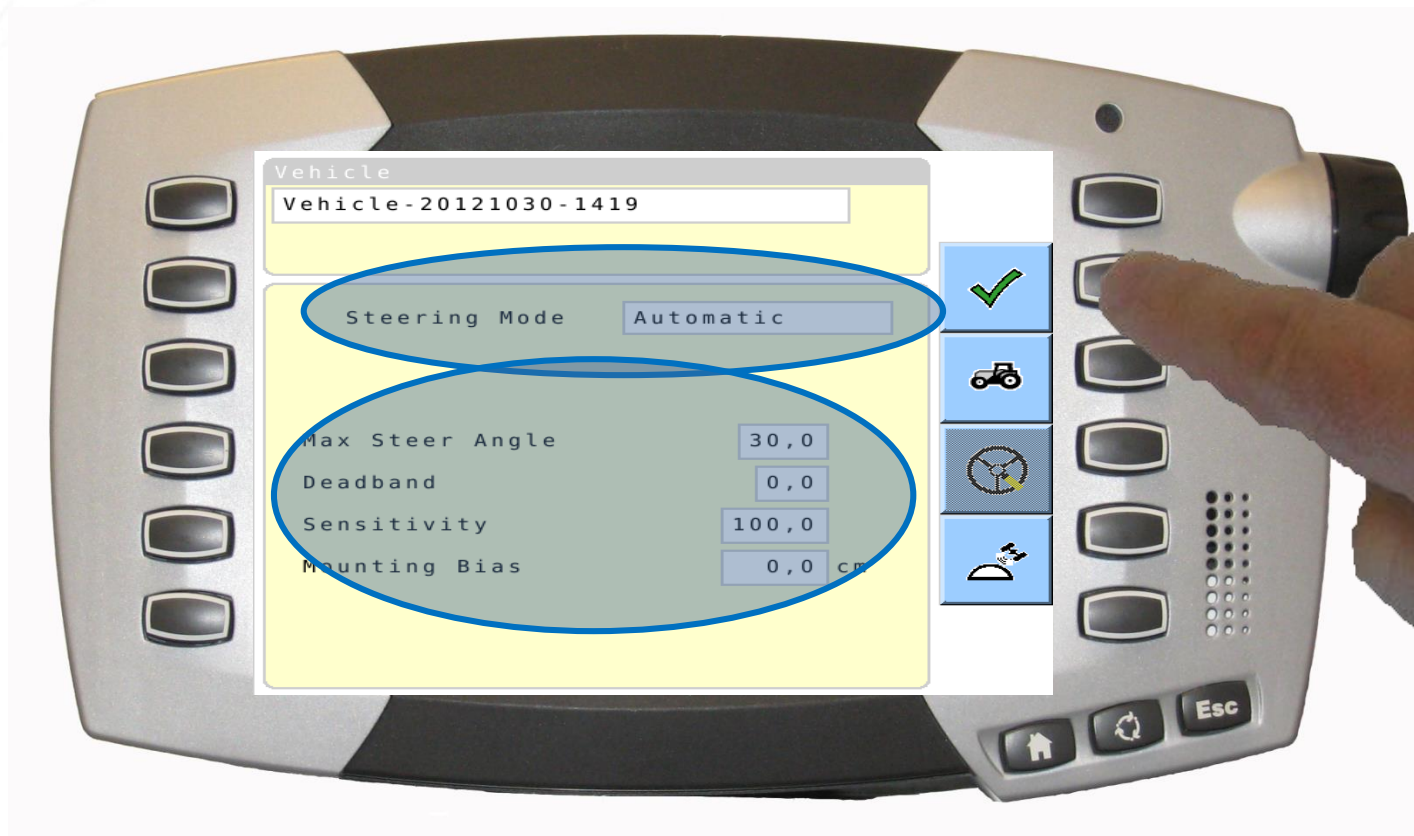 Vehicle
Vehicle-20121030-1419
Steering Mode Automatic
Max Steer Angle 30,0
Deadband 0,0
Sensitivity 100,0
Mounting Bias 0,0 cm
Esc